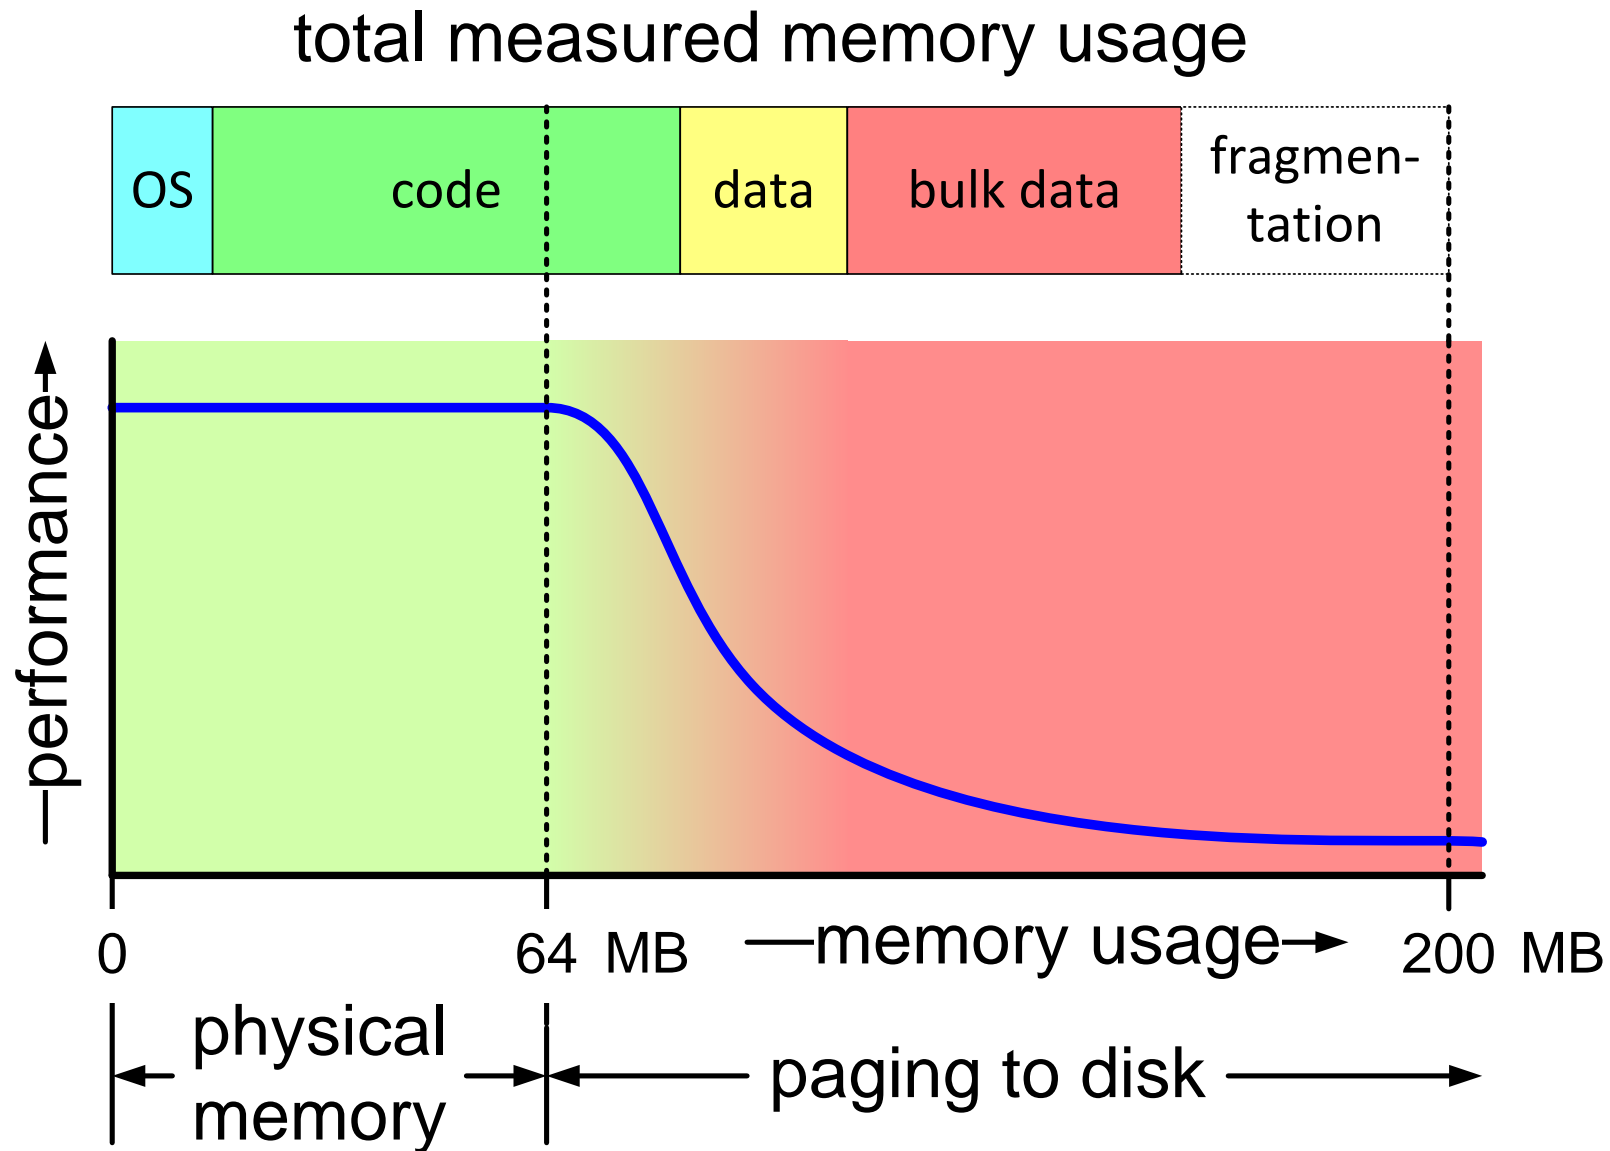 total measured memory usage
OS
code
data
bulk data
fragmen-
tation
performance
0
64 MB
memory usage
200 MB
physical
memory
paging to disk